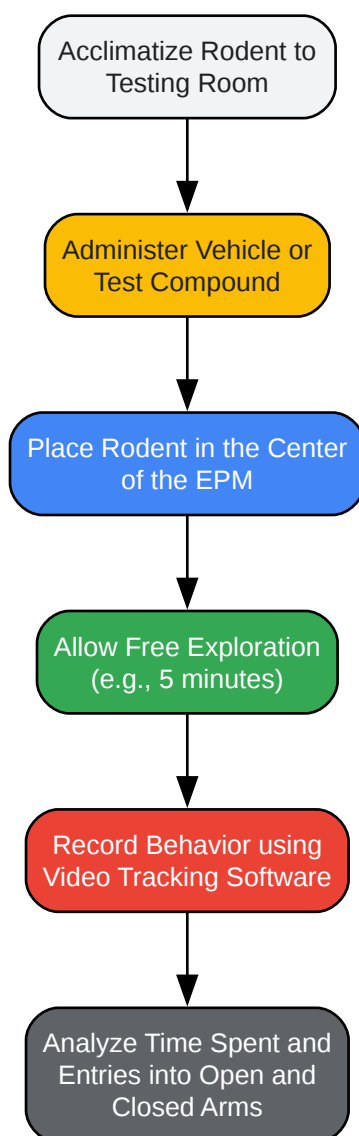 Acclimatize Rodent to
Testing Room
Administer Vehicle or
Test Compound
Place Rodent in the Center
of the EPM
Allow Free Exploration
(e.g., 5 minutes)
Record Behavior using
Video Tracking Software
Analyze Time Spent and
Entries into Open and
Closed Arms